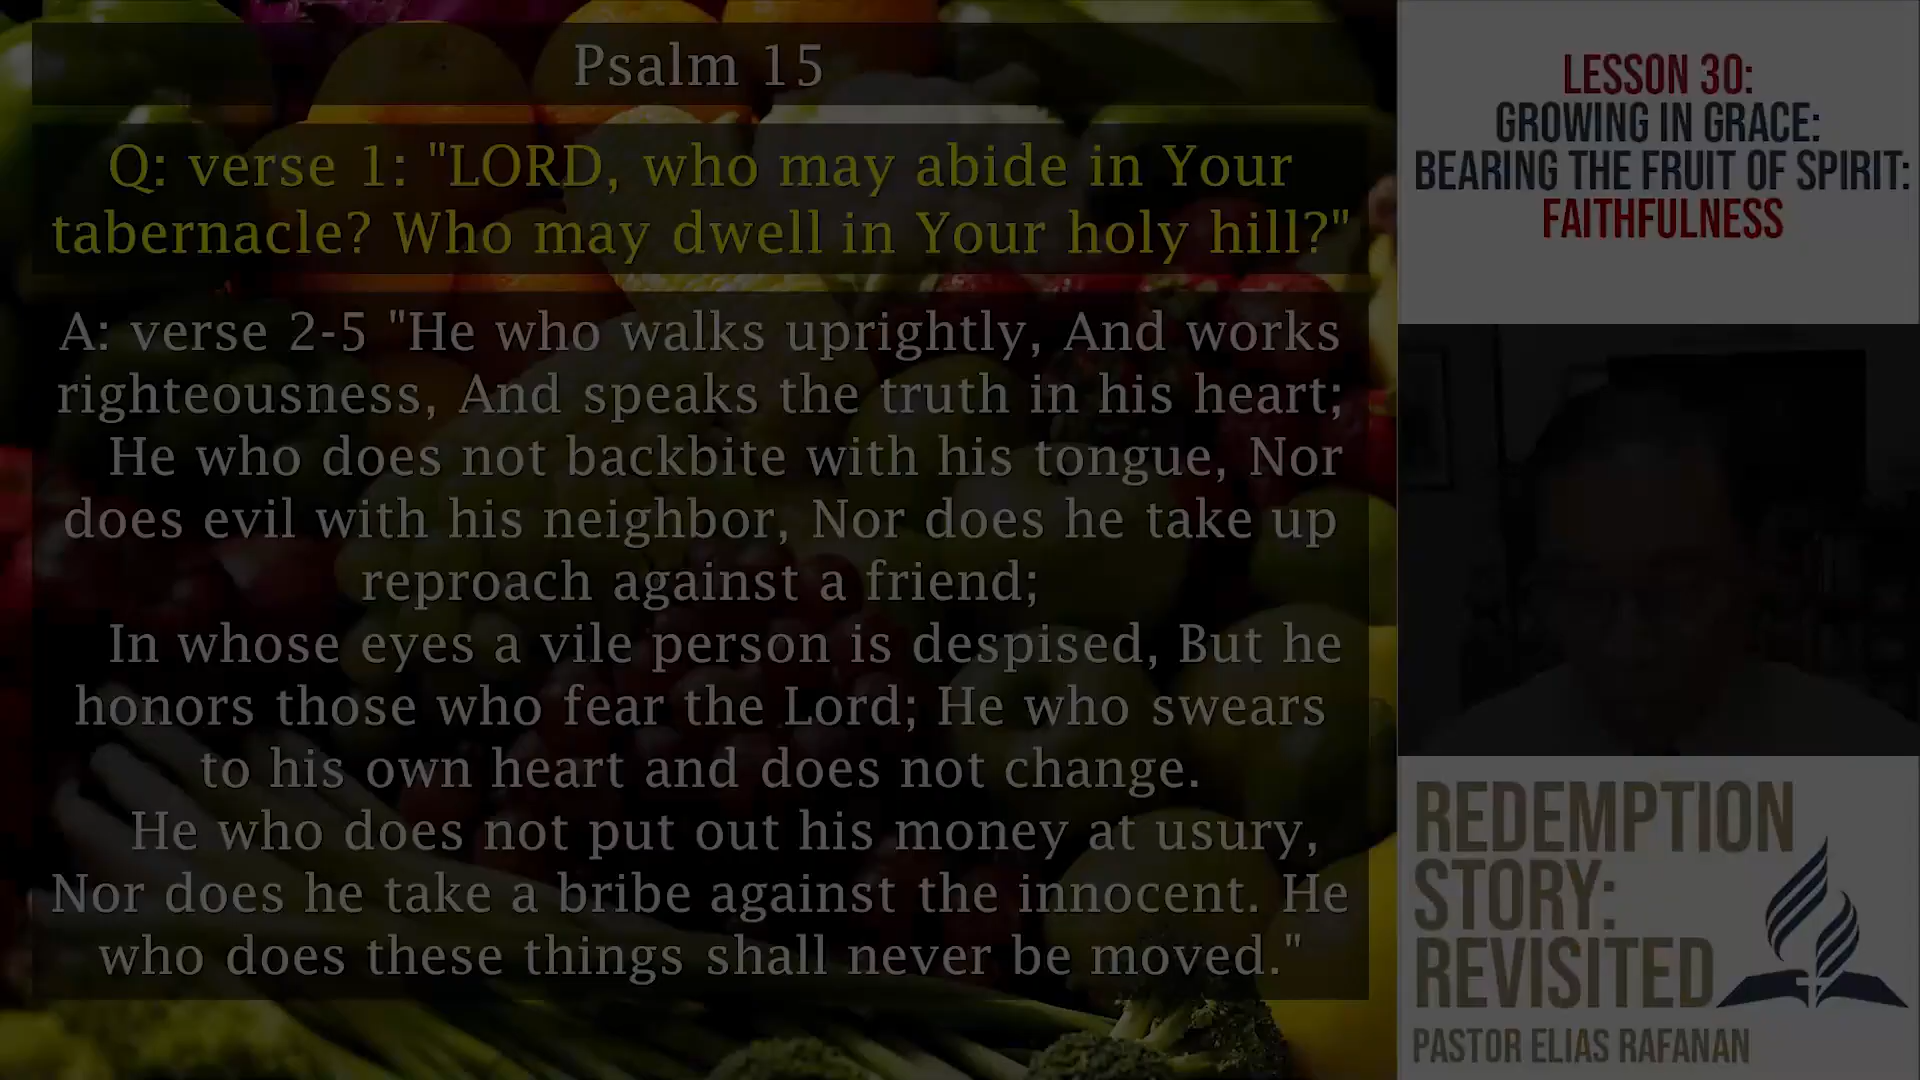 Psalm 15
Q: verse 1: "LORD, who may abide in Your
tabernacle? Who may dwell in Your holy hill?"
A: verse 2-5 "He who walks uprightly, And works
righteousness, And speaks the truth in his heart;
He who does not backbite with his tongue, Nor
does evil with his neighbor, Nor does he take up
reproach against a friend;
In whose eyes a vile person is despised, But he
honors those who fear the Lord; He who swears
to his own heart and does not change.
He who does not put out his money at usury,
Nor does he take a bribe against the innocent. He
who does these things shall never be moved."
LESSON 30:
GROWING IN GRACE:
BEARING THE FRUIT OF SPIRIT:
FAITHFULNESS
REDEMPTION
STORY:
REVISITED
PASTOR ELIAS RAFANAN